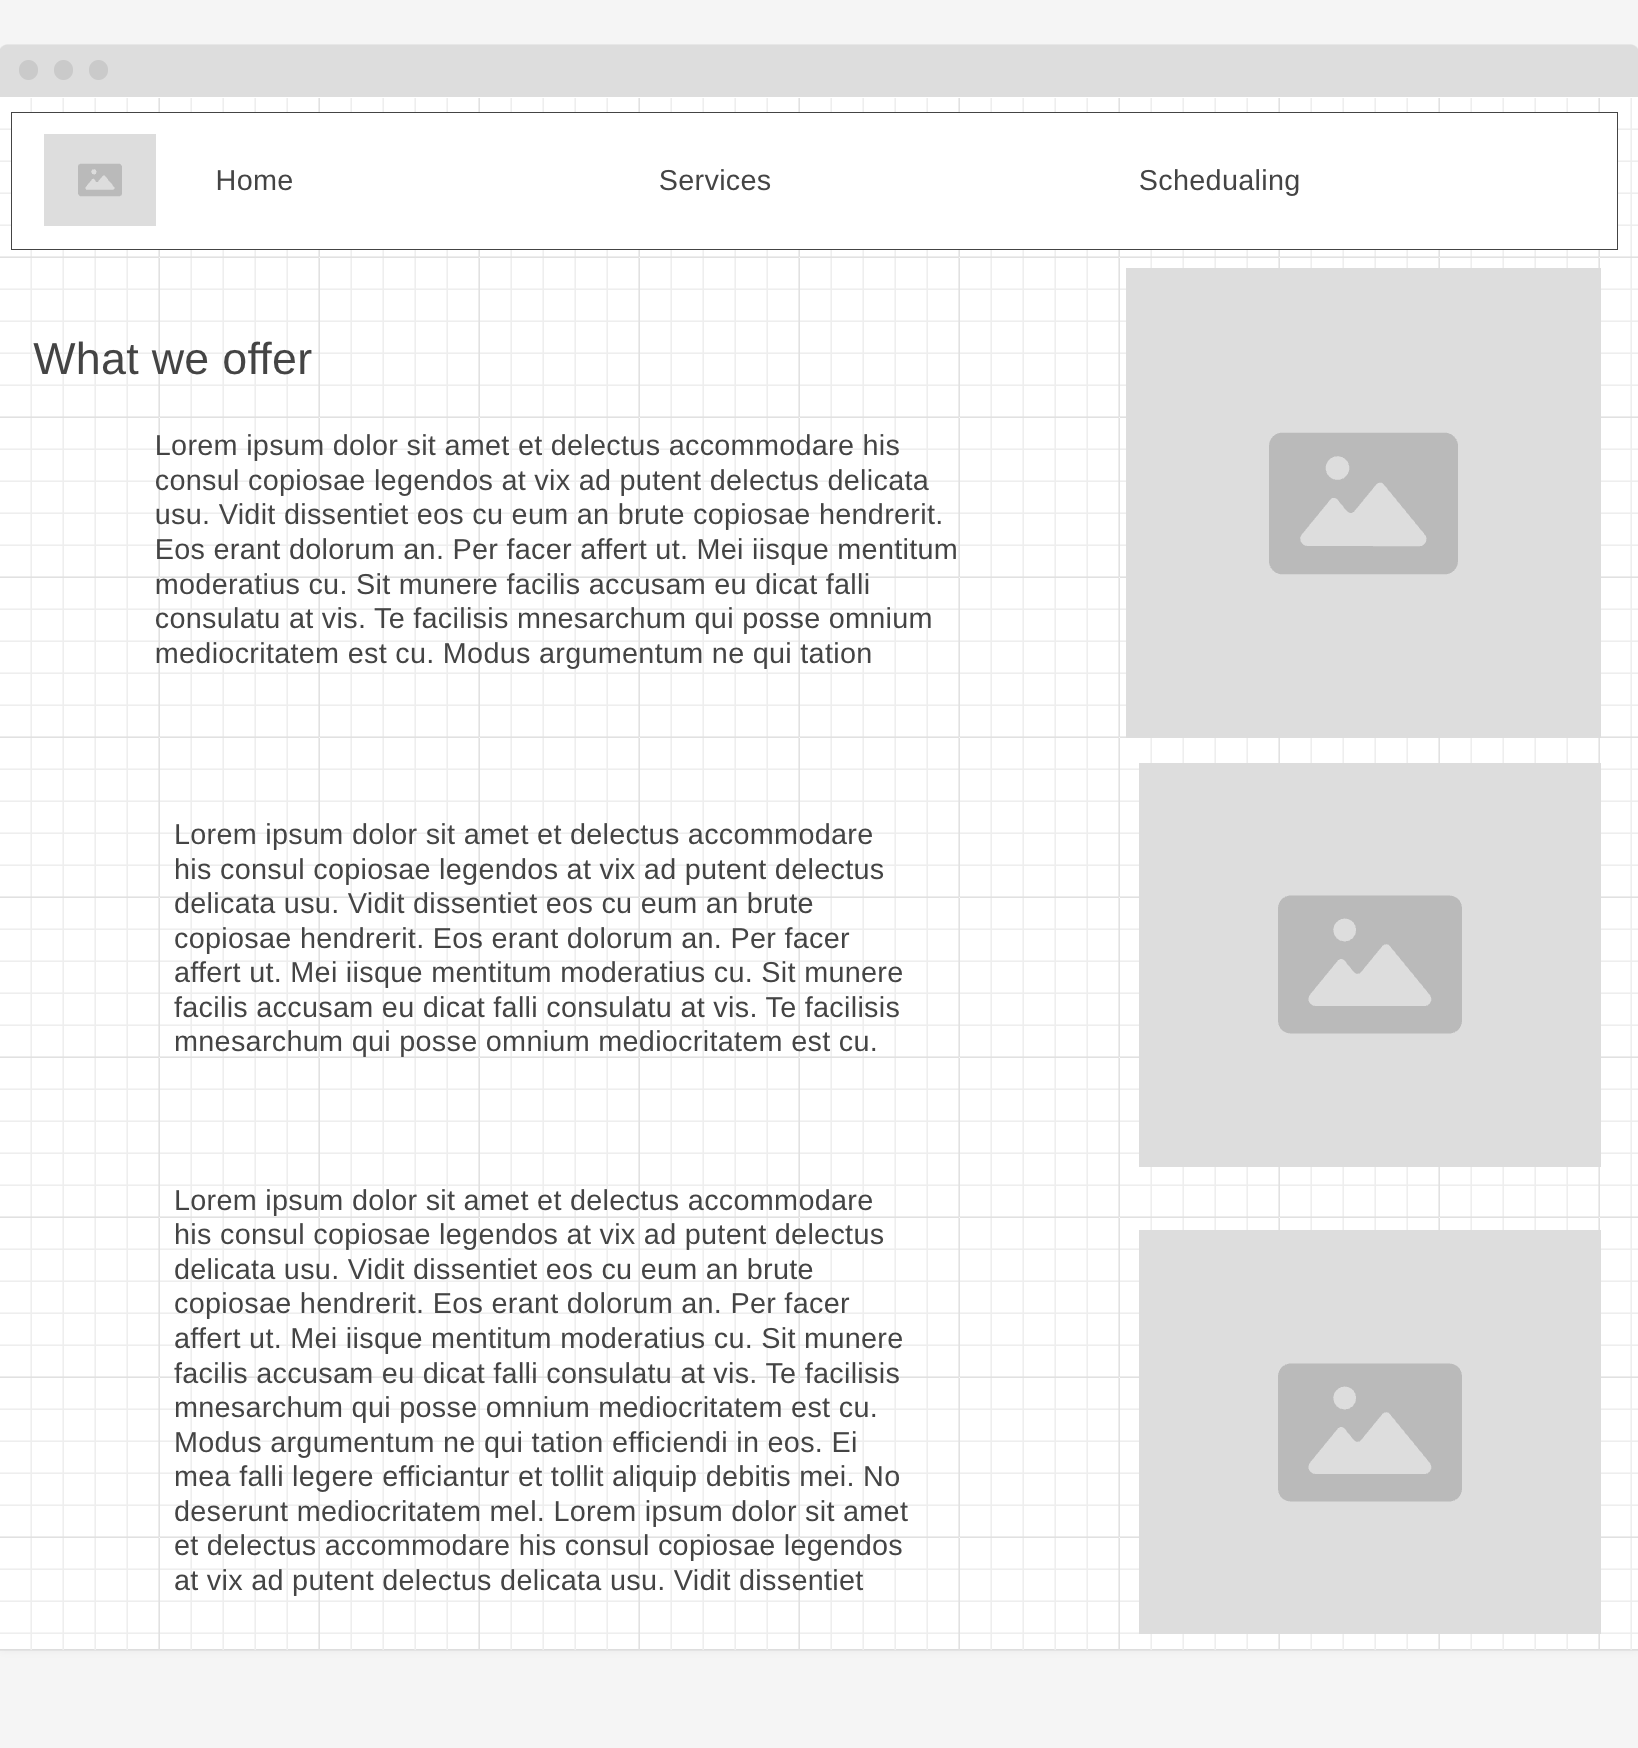 Home
Services
Schedualing
What we offer
Lorem ipsum dolor sit amet et delectus accommodare his
consul copiosae legendos at vix ad putent delectus delicata
usu. Vidit dissentiet eos cu eum an brute copiosae hendrerit.
Eos erant dolorum an. Per facer affert ut. Mei iisque mentitum
moderatius cu. Sit munere facilis accusam eu dicat falli
consulatu at vis. Te facilisis mnesarchum qui posse omnium
mediocritatem est cu. Modus argumentum ne qui tation
Lorem ipsum dolor sit amet et delectus accommodare
his consul copiosae legendos at vix ad putent delectus
delicata usu. Vidit dissentiet eos cu eum an brute
copiosae hendrerit. Eos erant dolorum an. Per facer
affert ut. Mei iisque mentitum moderatius cu. Sit munere
facilis accusam eu dicat falli consulatu at vis. Te facilisis
mnesarchum qui posse omnium mediocritatem est cu.
Lorem ipsum dolor sit amet et delectus accommodare
his consul copiosae legendos at vix ad putent delectus
delicata usu. Vidit dissentiet eos cu eum an brute
copiosae hendrerit. Eos erant dolorum an. Per facer
affert ut. Mei iisque mentitum moderatius cu. Sit munere
facilis accusam eu dicat falli consulatu at vis. Te facilisis
mnesarchum qui posse omnium mediocritatem est cu.
Modus argumentum ne qui tation efficiendi in eos. Ei
mea falli legere efficiantur et tollit aliquip debitis mei. No
deserunt mediocritatem mel. Lorem ipsum dolor sit amet
et delectus accommodare his consul copiosae legendos
at vix ad putent delectus delicata usu. Vidit dissentiet